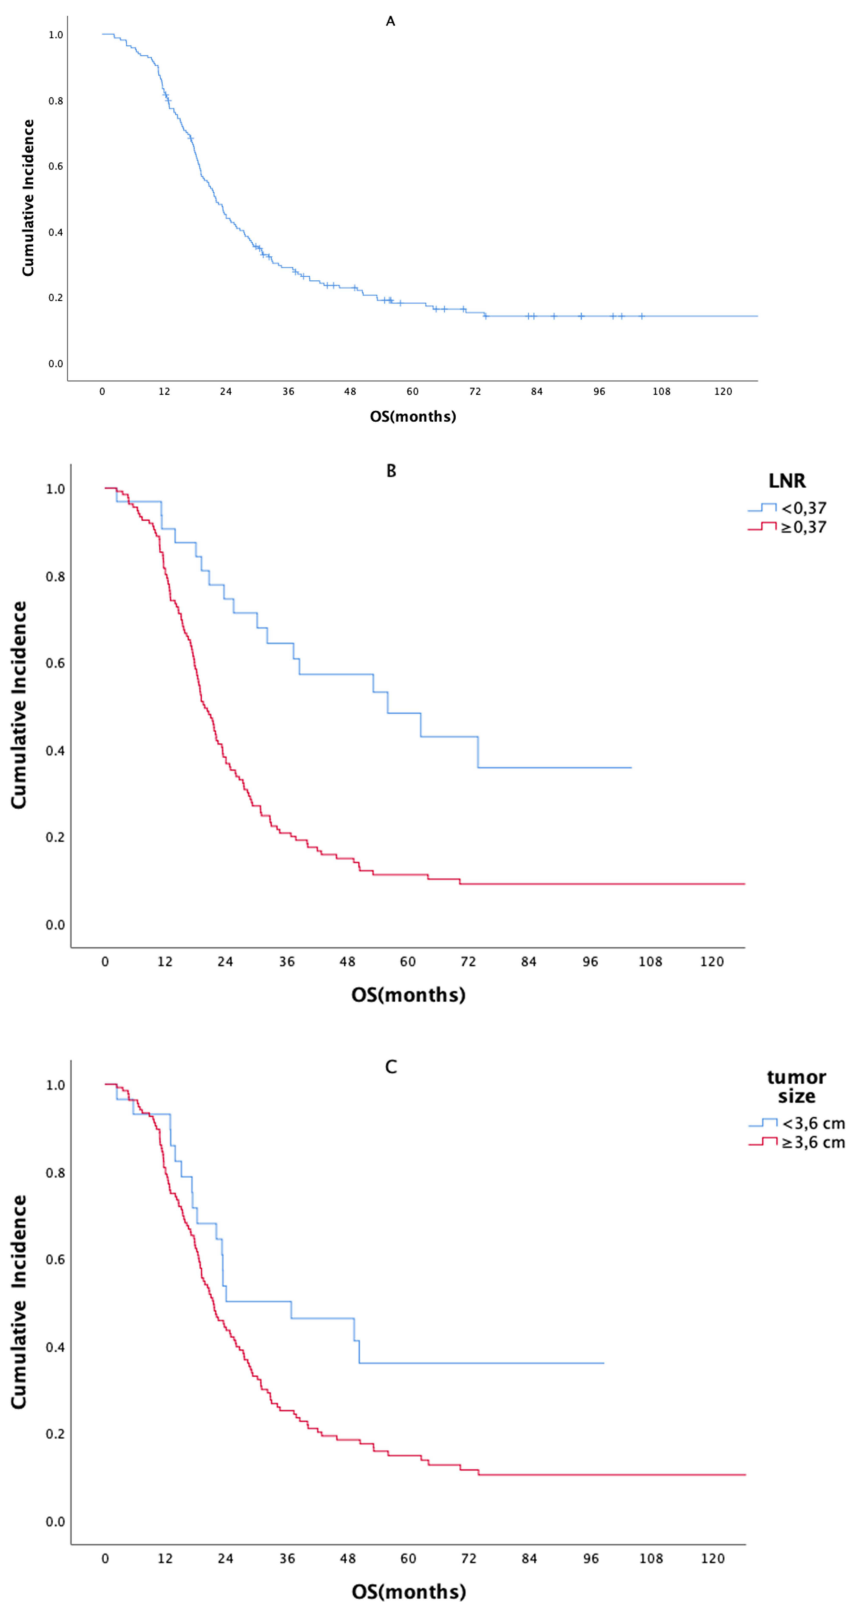 A
1.0
0.8
0.6
0.4
0.2
0.0
Cumulative Incidence
0 12 24 36 48 60 72 84 96 108 120
OS(months)
B
LNR
<0,37
≥0,37
1.0
0.8
0.6
0.4
0.2
0.0
Cumulative Incidence
0 12 24 36 48 60 72 84 96 108 120
OS(months)
C
tumor
size
<3,6 cm
≥3,6 cm
1.0
0.8
0.6
0.4
0.2
0.0
Cumulative Incidence
0 12 24 36 48 60 72 84 96 108 120
OS(months)